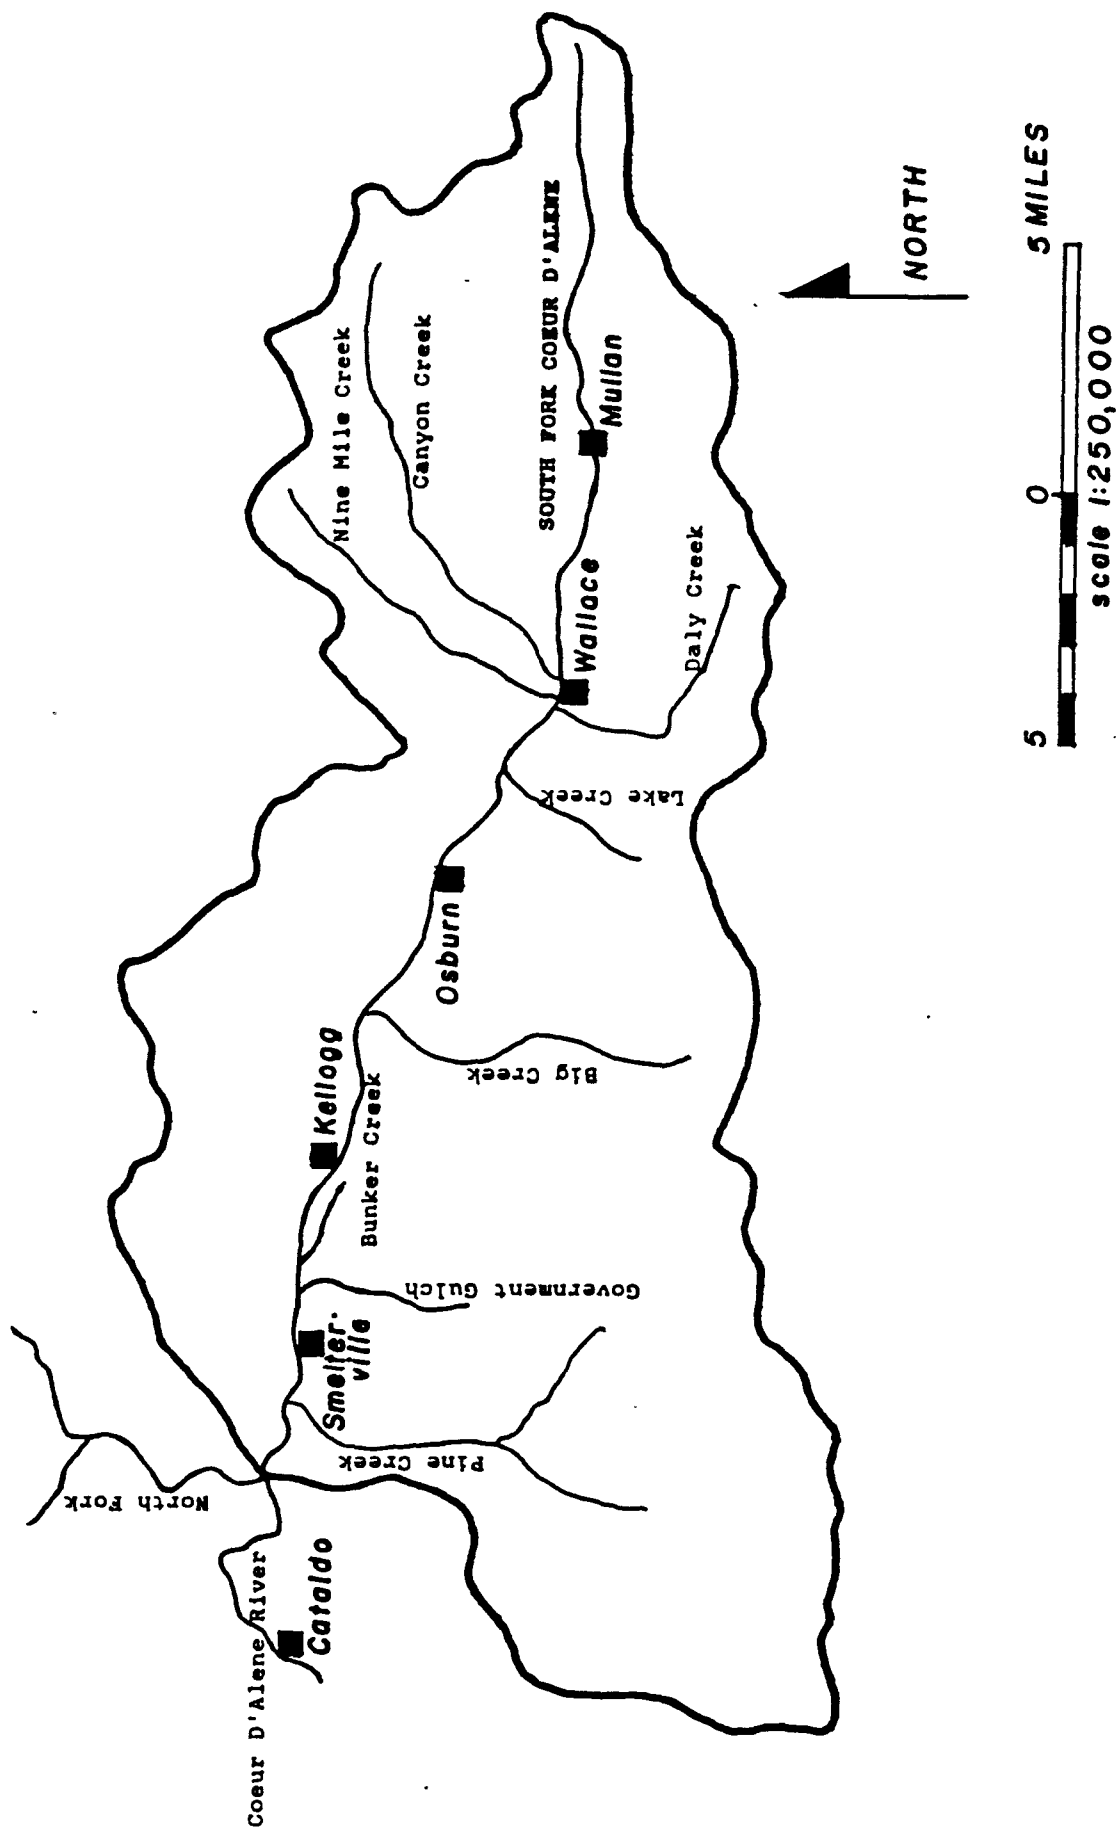 North Fork
Coeur D'Alene River
Cataldo
Pine Creek
Smelter-
ville
Government Gulch
Bunker Creek
Kellogg
Big Creek
Osburn
Lake Creek
Wallace
Daly Creek
Nine Mile Creek
Canyon Creek
SOUTH FORK COEUR D'ALENE
Mullan
NORTH
5 0 5 MILES
scale 1:250,000